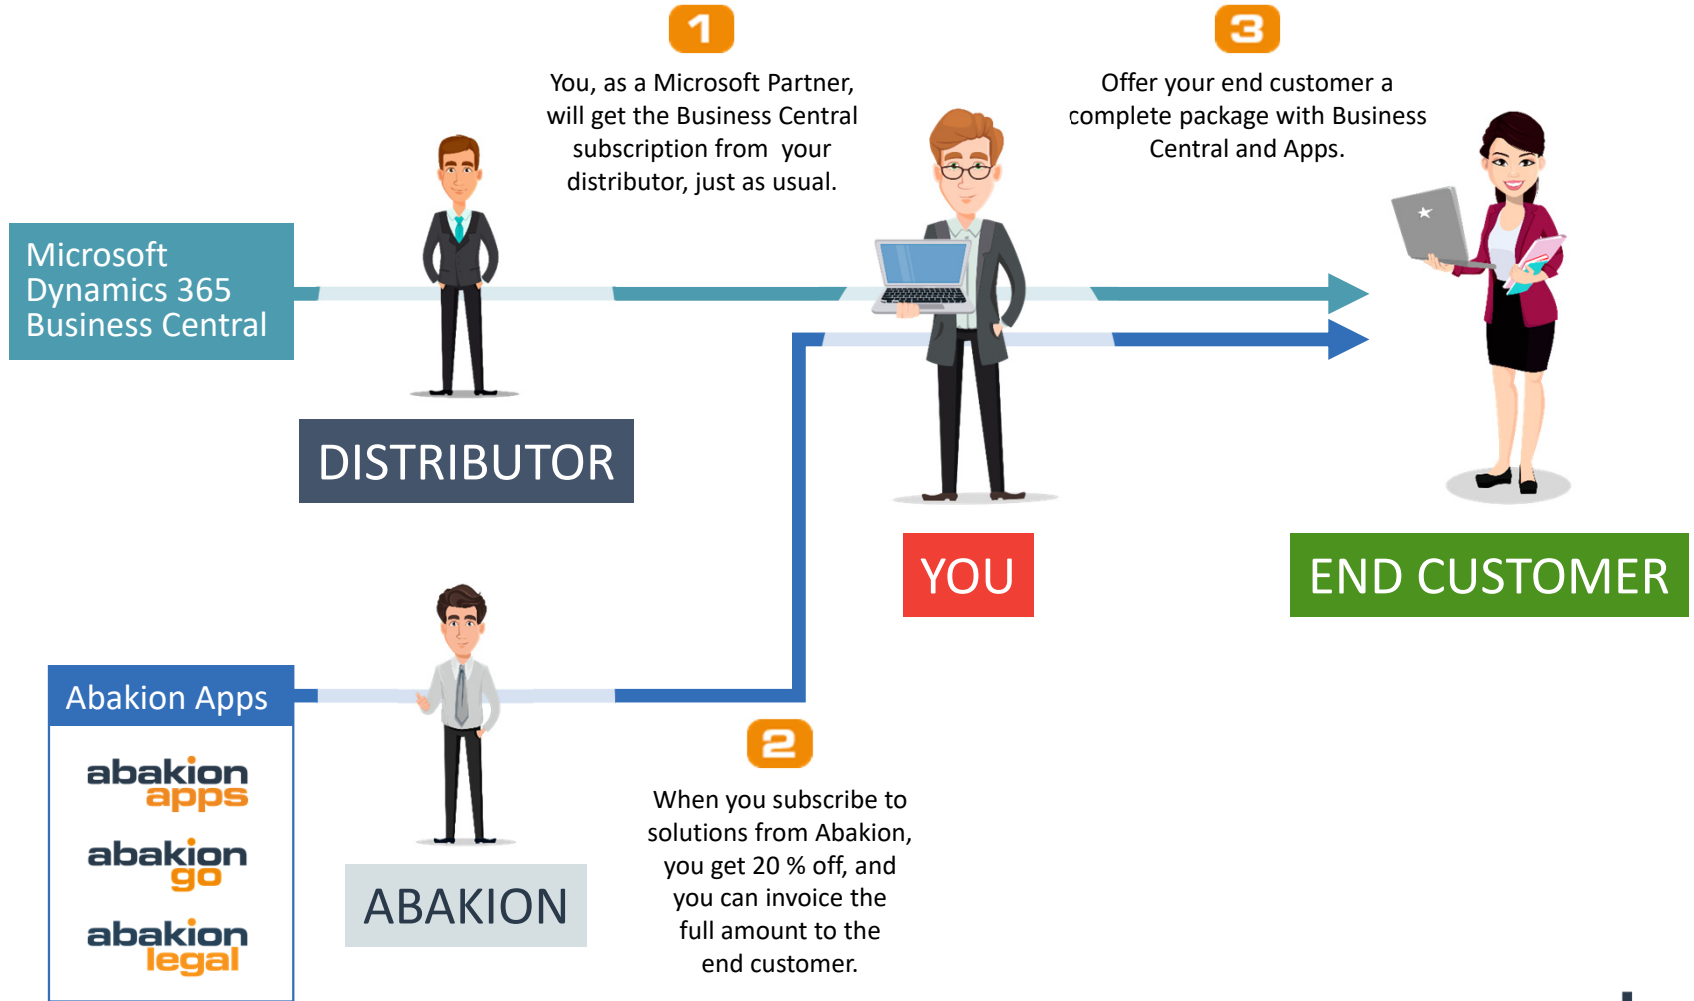 1
You, as a Microsoft Partner,
will get the Business Central
subscription from your
distributor, just as usual.
3
Offer your end customer a
complete package with Business
Central and Apps.
Microsoft
Dynamics 365
Business Central
DISTRIBUTOR
YOU
END CUSTOMER
Abakion Apps
abakion
apps
abakion
go
abakion
legal
ABAKION
2
When you subscribe to
solutions from Abakion,
you get 20 % off, and
you can invoice the
full amount to the
end customer.